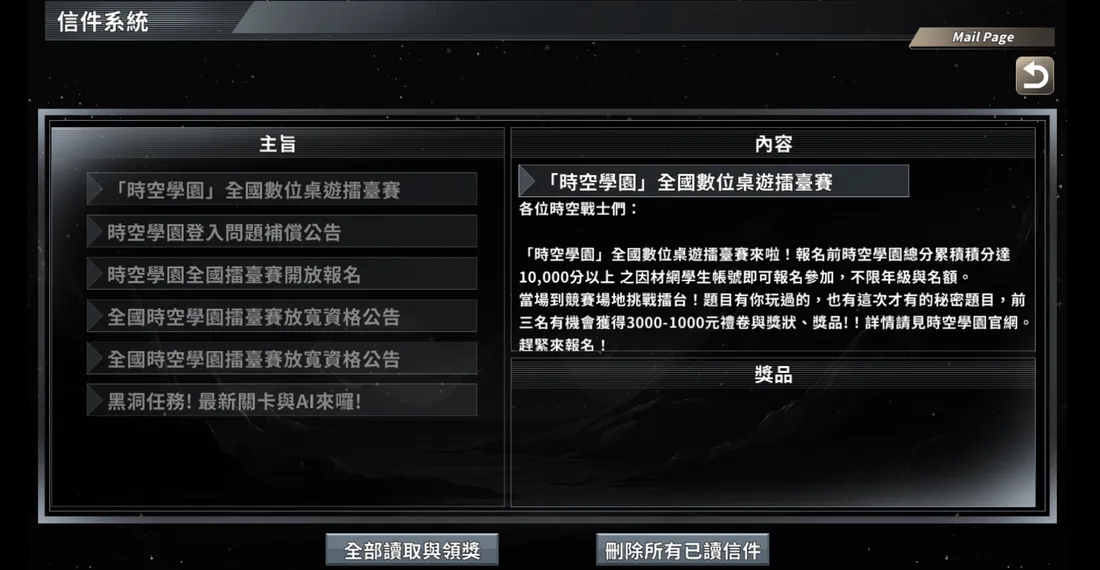 信件系統
Mail Page
主旨
「時空學園」全國數位桌遊擂臺賽
時空學園登入問題補償公告
時空學園全國擂臺賽開放報名
全國時空學園擂臺賽放寬資格公告
全國時空學園擂臺賽放寬資格公告
黑洞任務! 最新關卡與AI來囉!
內容
「時空學園」全國數位桌遊擂臺賽
各位時空戰士們：
「時空學園」全國數位桌遊擂臺賽來啦！報名前時空學園總分累積積分達
10,000分以上 之因材網學生帳號即可報名參加，不限年級與名額。
當場到競賽場地挑戰擂台！題目有你玩過的，也有這次才有的秘密題目，前
三名有機會獲得3000-1000元禮卷與獎狀、獎品!！詳情請見時空學園官網。
趕緊來報名！
獎品
全部讀取與領獎
刪除所有已讀信件